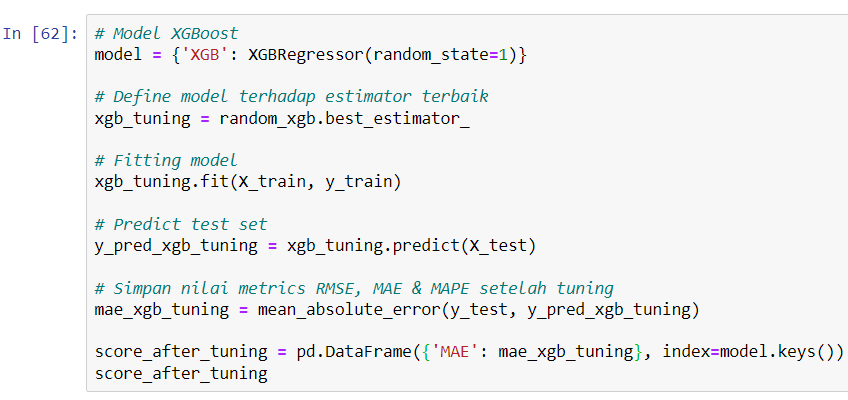 In [62]: # Model XGBoost
model = {'XGB': XGBRegressor(random_state=1)}
# Define model terhadap estimator terbaik
xgb_tuning = random_xgb.best_estimator_
# Fitting model
xgb_tuning.fit(X_train, y_train)
# Predict test set
y_pred_xgb_tuning = xgb_tuning.predict(X_test)
# Simpan nilai metrics RMSE, MAE & MAPE setelah tuning
mae_xgb_tuning = mean_absolute_error(y_test, y_pred_xgb_tuning)
score_after_tuning = pd.DataFrame({'MAE': mae_xgb_tuning}, index=model.keys())
score_after_tuning